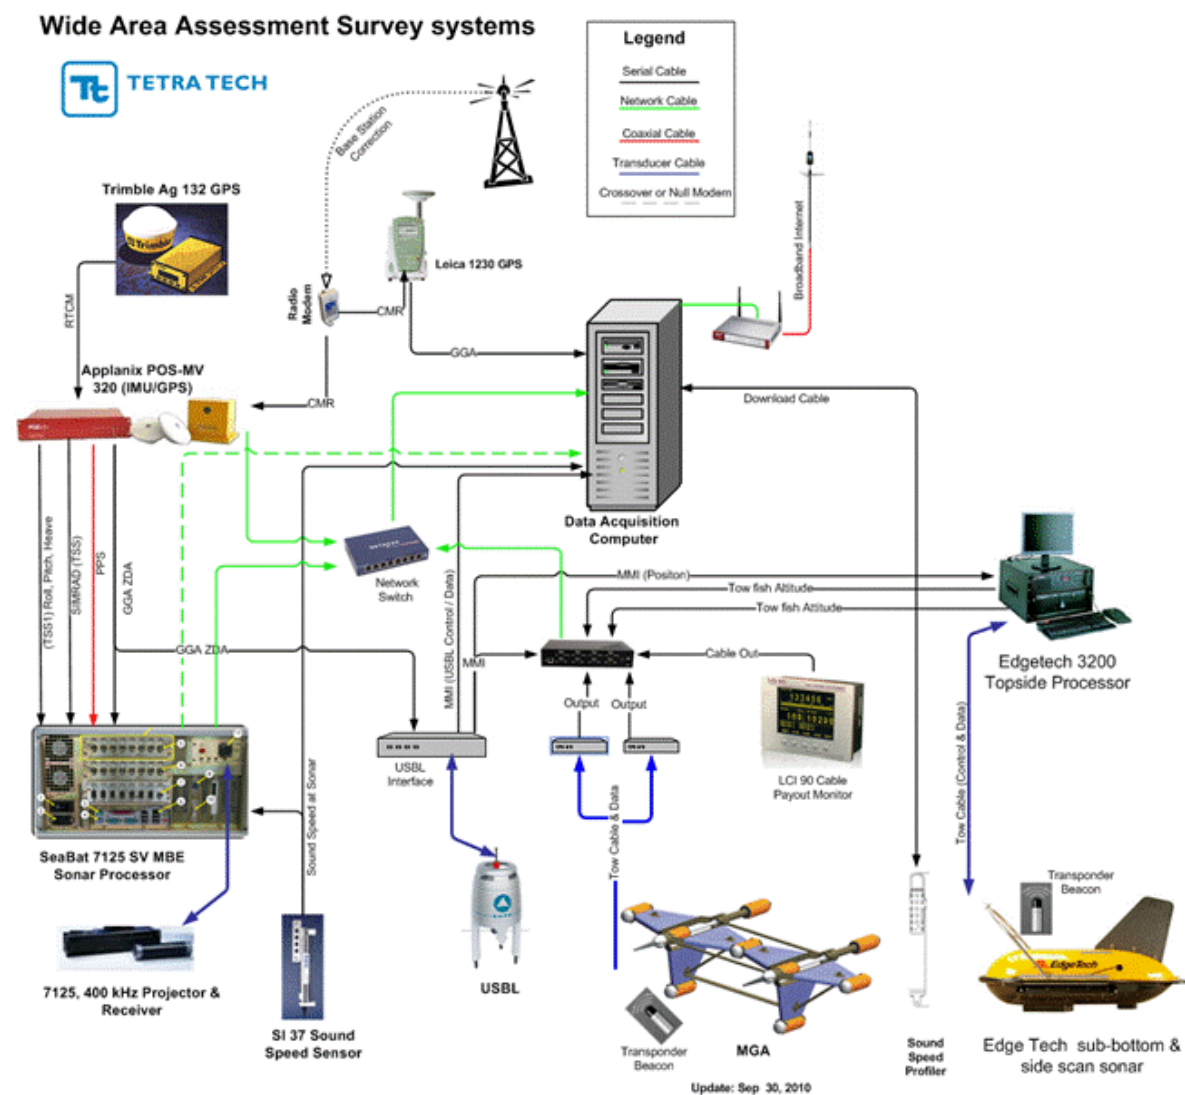 Wide Area Assessment Survey systems
TETRA TECH
Legend
Serial Cable
Network Cable
Coaxial Cable
Transducer Cable
Crossover or Null Modem
Base Station
Correction
Broadband Internet
Trimble Ag 132 GPS
Trimble
Leica 1230 GPS
RTCM
Radio
Modem
CMR
GGA
Applanix POS-MV
320 (IMU/GPS)
CMR
Download Cable
Data Acquisition
Computer
NETGEAR
Network
Switch
(TSS1) Roll, Pitch, Heave
SIMRAD (TSS)
PPS
GGA ZDA
GGA ZDA
MMI (USBL Control / Data)
MMI
MMI (Positon)
Tow fish Altitude
Tow fish Altitude
Cable Out
Output
Output
Edgetech 3200
Topside Processor
USBL
Interface
LCI 90 Cable
Payout Monitor
Sound Speed at Sonar
Tow Cable & Data
Tow Cable (Control & Data)
SeaBat 7125 SV MBE
Sonar Processor
7125, 400 kHz Projector &
Receiver
SI 37 Sound
Speed Sensor
USBL
Transponder
Beacon
MGA
Sound
Speed
Profiler
Transponder
Beacon
EdgeTech
Edge Tech sub-bottom &
side scan sonar
Update: Sep 30, 2010